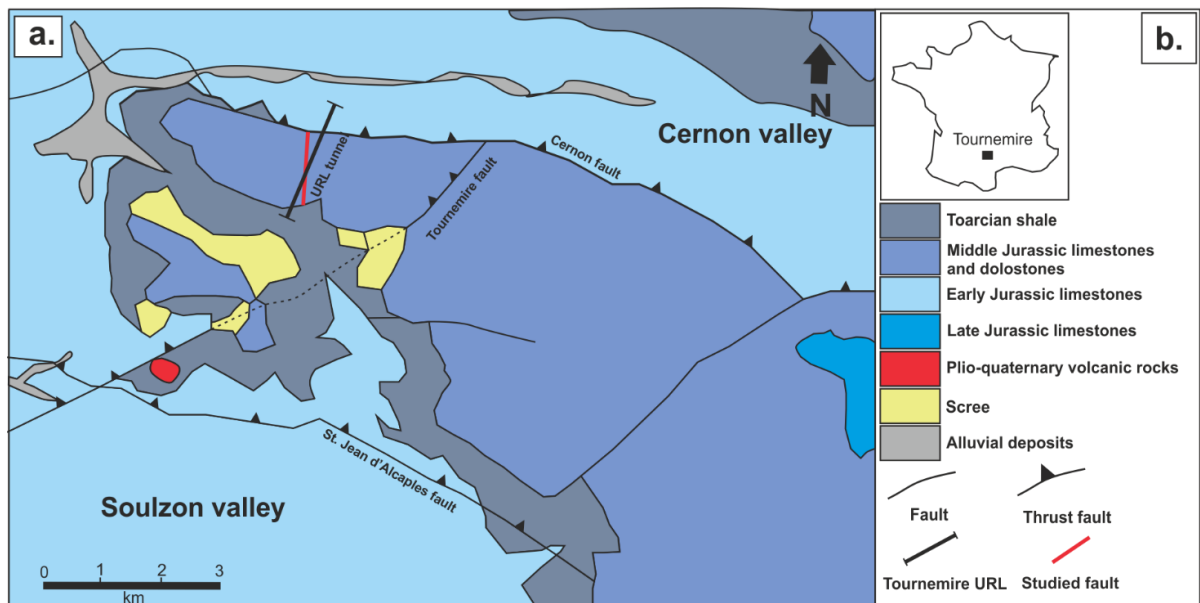 a.
N
Cernon valley
URL tunne
Cernon fault
Tournemire fault
St. Jean d'Alcaples fault
Soulzon valley
0 1 2 3
km
b.
Tournemire
Toarcian shale
Middle Jurassic limestones
and dolostones
Early Jurassic limestones
Late Jurassic limestones
Plio-quaternary volcanic rocks
Scree
Alluvial deposits
Fault
Thrust fault
Tournemire URL
Studied fault